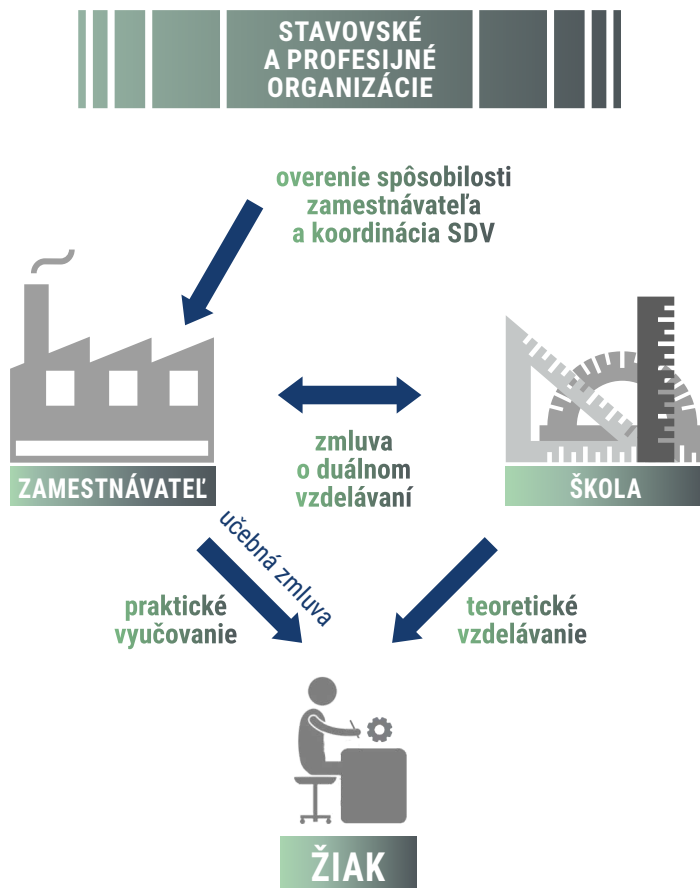 STAVOVSKÉ
A PROFESIJNÉ
ORGANIZÁCIE
overenie spôsobilosti
zamestnávateľa
a koordinácia SDV
zmluva
o duálnom
vzdelávaní
ZAMESTNÁVATEĽ
ŠKOLA
učebná zmluva
praktické
vyučovanie
teoretické
vzdelávanie
ŽIAK